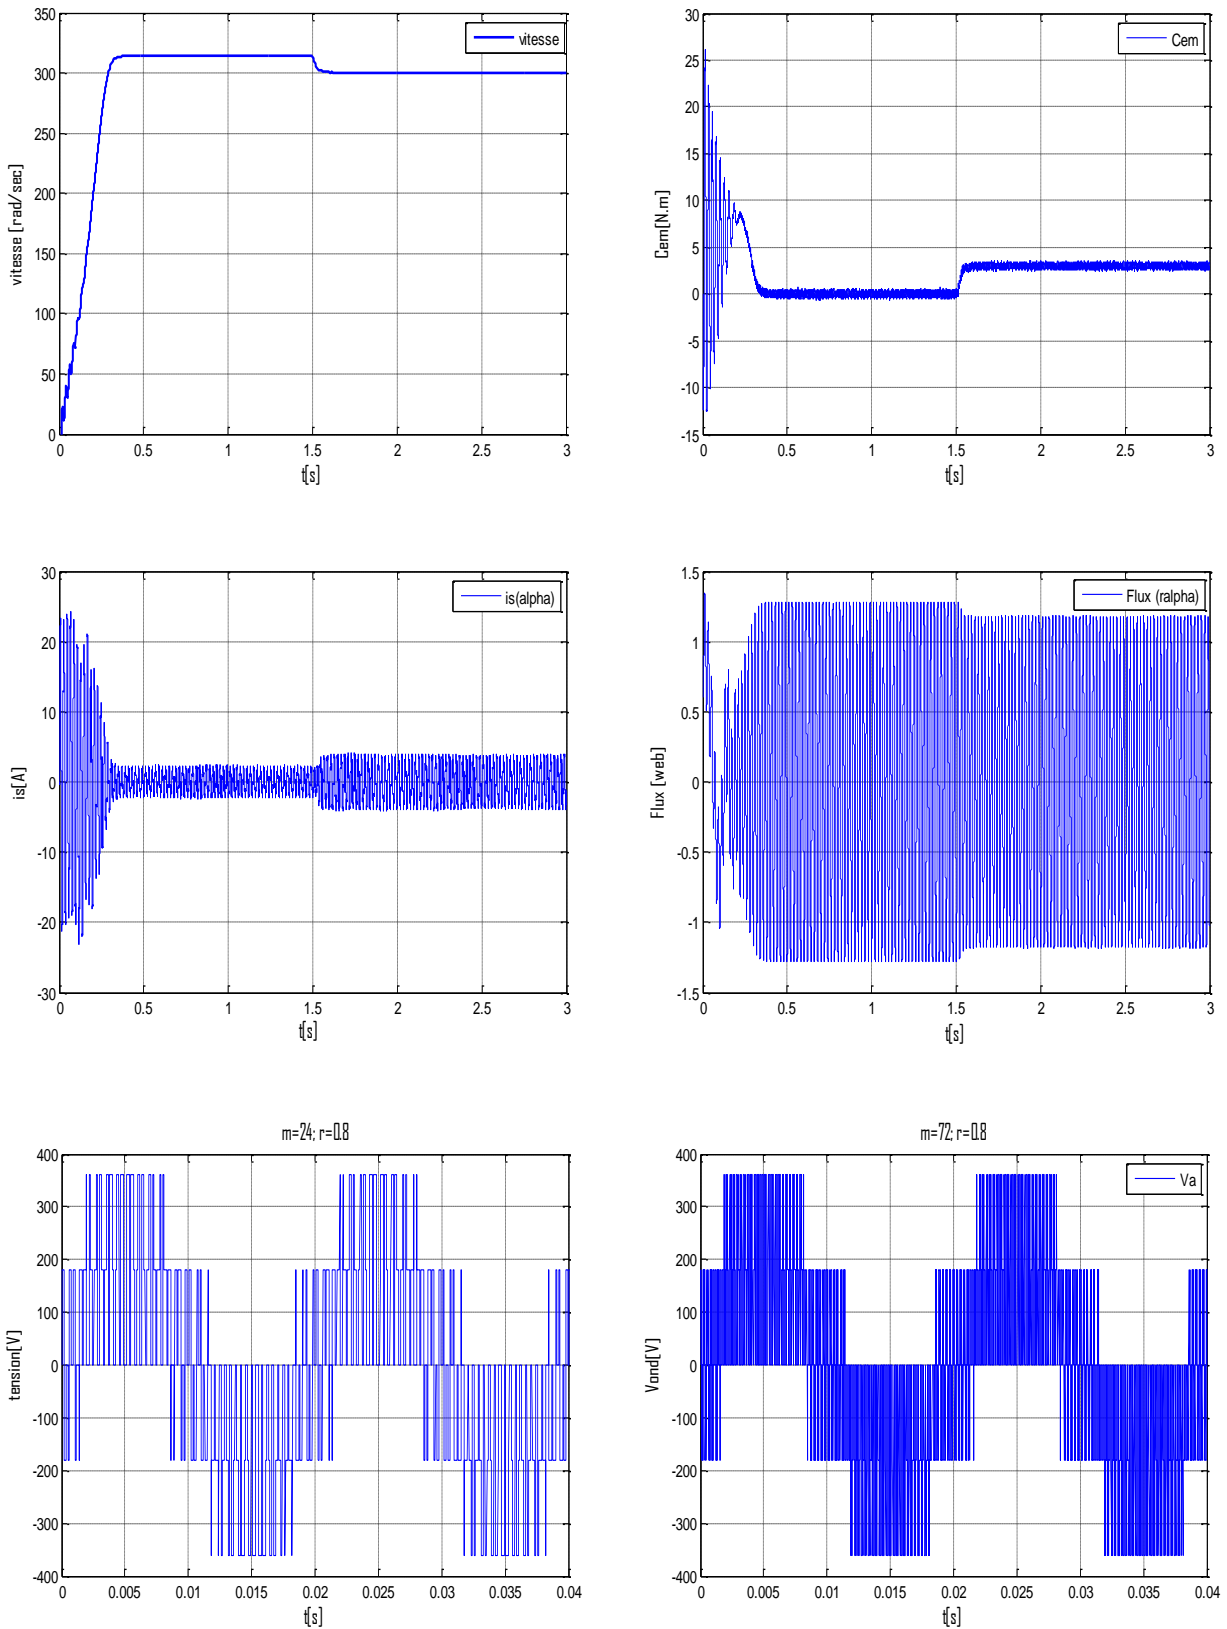 350
300
250
200
150
100
50
0
vitesse [rad/sec]
vitesse
0 0.5 1 1.5 2 2.5 3
t[s]
30
25
20
15
10
5
0
-5
-10
-15
Cem[N.m]
Cem
0 0.5 1 1.5 2 2.5 3
t[s]
30
20
10
0
-10
-20
-30
is[A]
is(alpha)
0 0.5 1 1.5 2 2.5 3
t[s]
1.5
1
0.5
0
-0.5
-1
-1.5
Flux [web]
Flux (ralpha)
0 0.5 1 1.5 2 2.5 3
t[s]
m=24; r=0.8
400
300
200
100
0
-100
-200
-300
-400
tension[V]
0 0.005 0.01 0.015 0.02 0.025 0.03 0.035 0.04
t[s]
m=72; r=0.8
400
300
200
100
0
-100
-200
-300
-400
Vond[V]
Va
0 0.005 0.01 0.015 0.02 0.025 0.03 0.035 0.04
t[s]